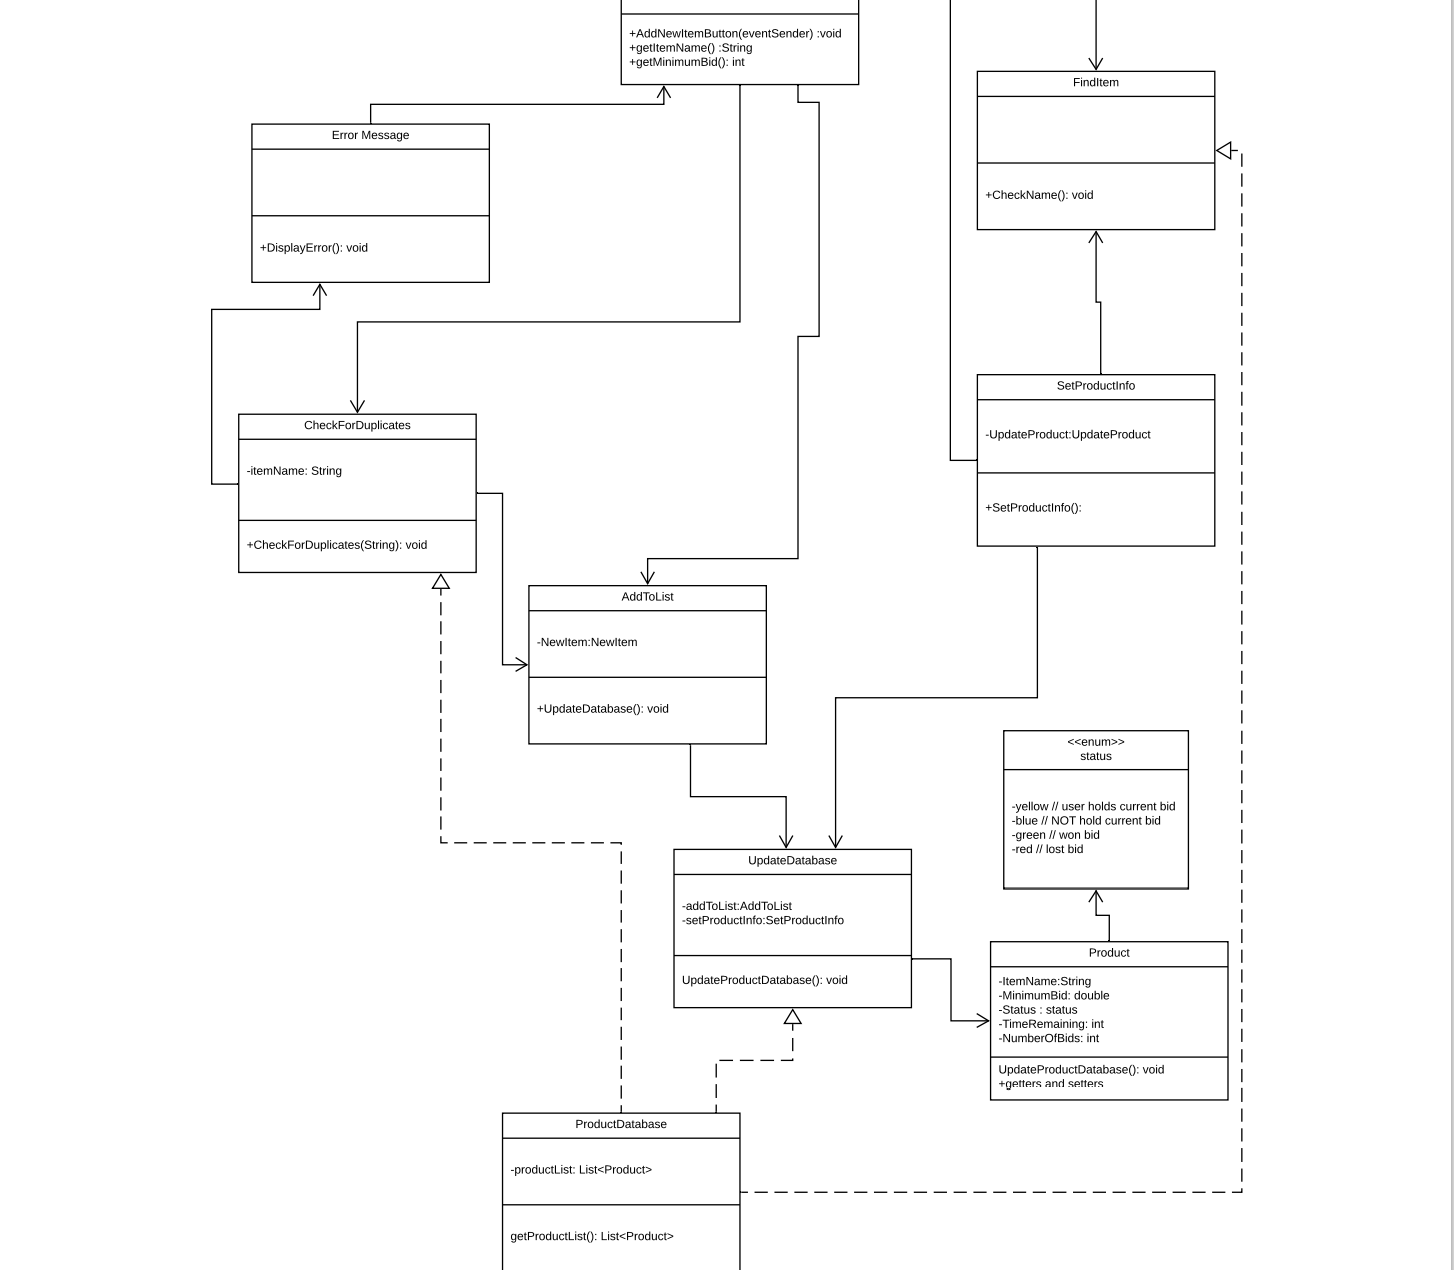 +AddNewItemButton(eventSender) :void
+getItemName() :String
+getMinimumBid(): int
FindItem
+CheckName(): void
Error Message
+DisplayError(): void
SetProductInfo
-UpdateProduct:UpdateProduct
+SetProductInfo():
CheckForDuplicates
-itemName: String
+CheckForDuplicates(String): void
AddToList
-NewItem:NewItem
+UpdateDatabase(): void
<<enum>>
status
-yellow // user holds current bid
-blue // NOT hold current bid
-green // won bid
-red // lost bid
UpdateDatabase
-addToList:AddToList
-setProductInfo:SetProductInfo
UpdateProductDatabase(): void
Product
-ItemName:String
-MinimumBid: double
-Status : status
-TimeRemaining: int
-NumberOfBids: int
UpdateProductDatabase(): void
+getters and setters
ProductDatabase
-productList: List<Product>
getProductList(): List<Product>